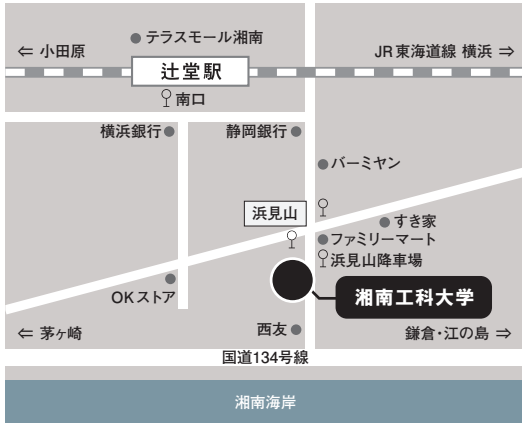 テラスモール湘南
⇐ 小田原
JR東海道線 横浜 ⇒
辻堂駅
南口
横浜銀行
静岡銀行
バーミヤン
浜見山
すき家
ファミリーマート
浜見山降車場
OKストア
湘南工科大学
⇐ 茅ヶ崎
西友
鎌倉・江の島 ⇒
国道134号線
湘南海岸